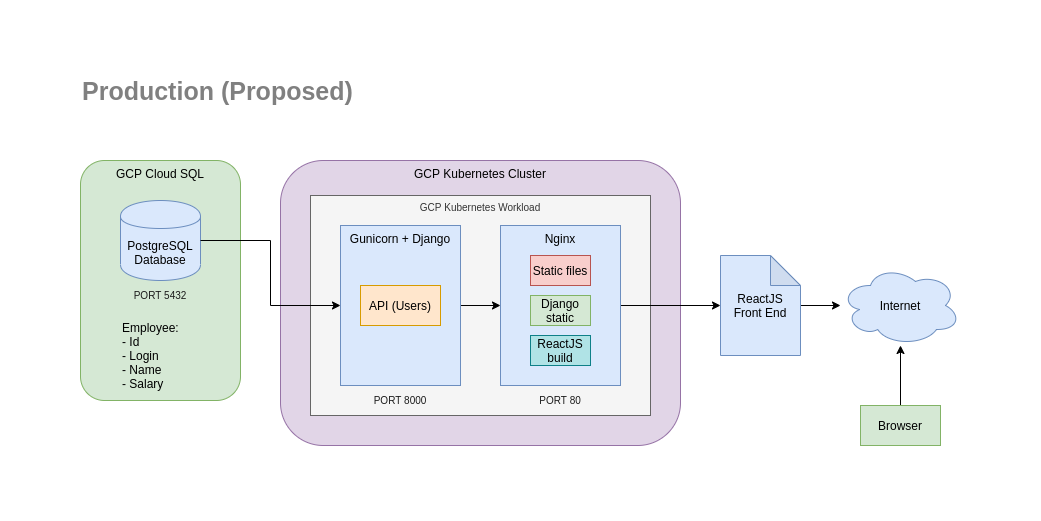 Production (Proposed)
GCP Cloud SQL
PostgreSQL
Database
PORT 5432
Employee:
- Id
- Login
- Name
- Salary
GCP Kubernetes Cluster
GCP Kubernetes Workload
Gunicorn + Django
API (Users)
PORT 8000
Nginx
Static files
Django
static
ReactJS
build
PORT 80
ReactJS
Front End
Internet
Browser